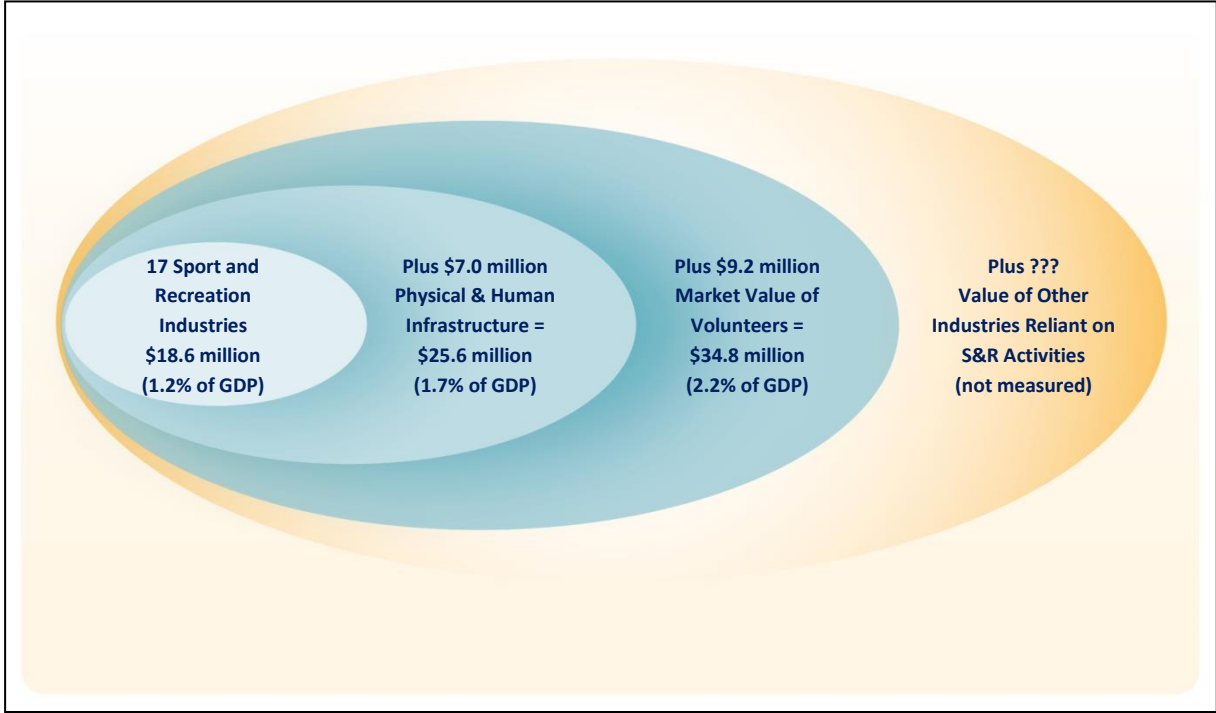 17 Sport and
Recreation
Industries
$18.6 million
(1.2% of GDP)
Plus $7.0 million
Physical & Human
Infrastructure =
$25.6 million
(1.7% of GDP)
Plus $9.2 million
Market Value of
Volunteers =
$34.8 million
(2.2% of GDP)
Plus ???
Value of Other
Industries Reliant on
S&R Activities
(not measured)